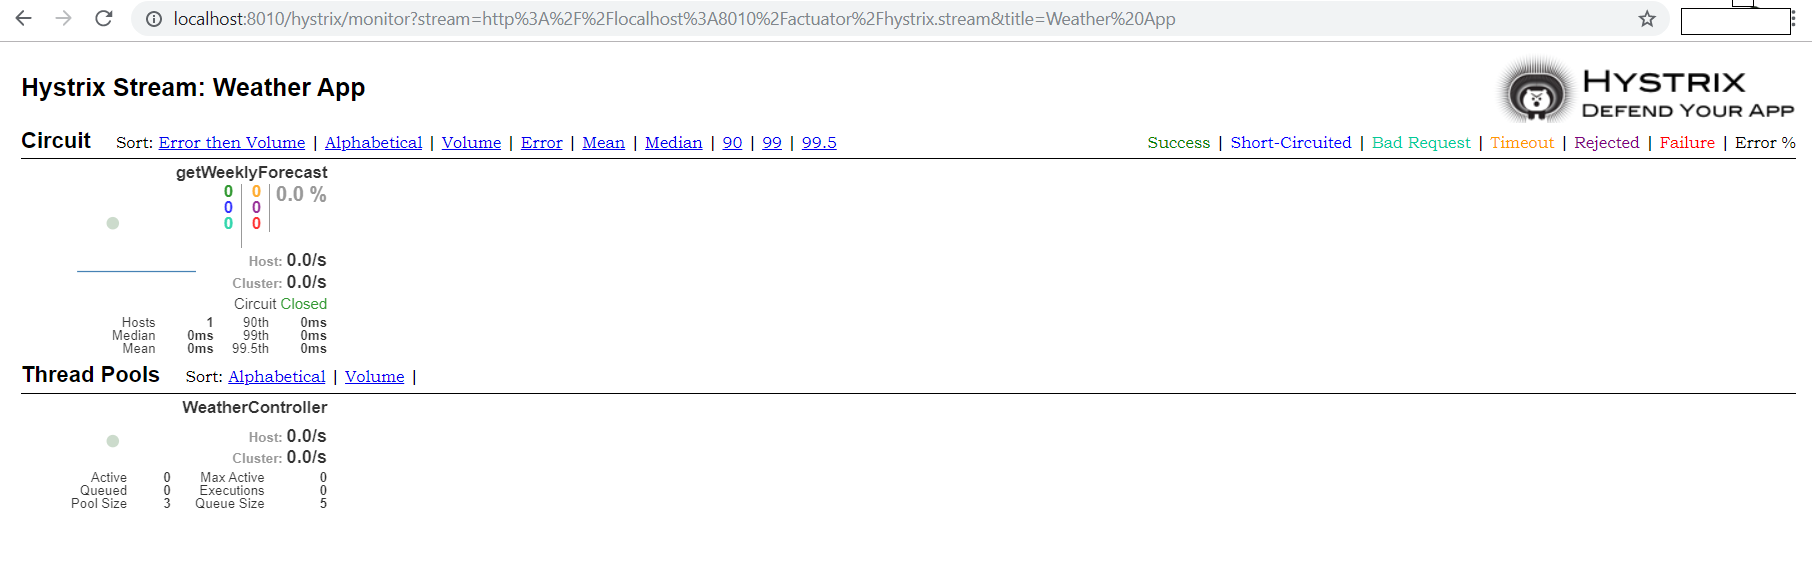 localhost:8010/hystrix/monitor?stream=http%3A%2F%2Flocalhost%3A8010%2Factuator%2Fhystrix.stream&title=Weather%20App
Hystrix Stream: Weather App
HYSTRIX
DEFEND YOUR APP
Circuit Sort: Error then Volume | Alphabetical | Volume | Error | Mean | Median | 90 | 99 | 99.5
Success | Short-Circuited | Bad Request | Timeout | Rejected | Failure | Error %
getWeeklyForecast
0 0 0.0 %
0 0
0 0
Host: 0.0/s
Cluster: 0.0/s
Circuit Closed
Hosts 1 90th 0ms
Median 0ms 99th 0ms
Mean 0ms 99.5th 0ms
Thread Pools Sort: Alphabetical | Volume |
WeatherController
Host: 0.0/s
Cluster: 0.0/s
Active 0 Max Active 0
Queued 0 Executions 0
Pool Size 3 Queue Size 5